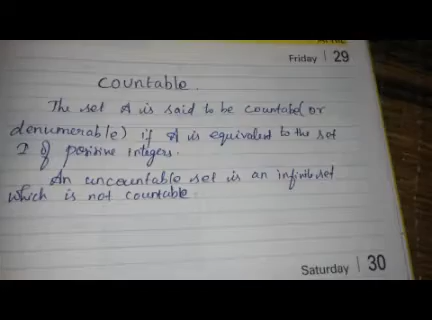 Friday 29
countable.
The set A is said to be countabl(or
denumerable) if A is equivalent to the set
I of positive integers.
An uncountable set is an infinite set
which is not countable.
Saturday 30